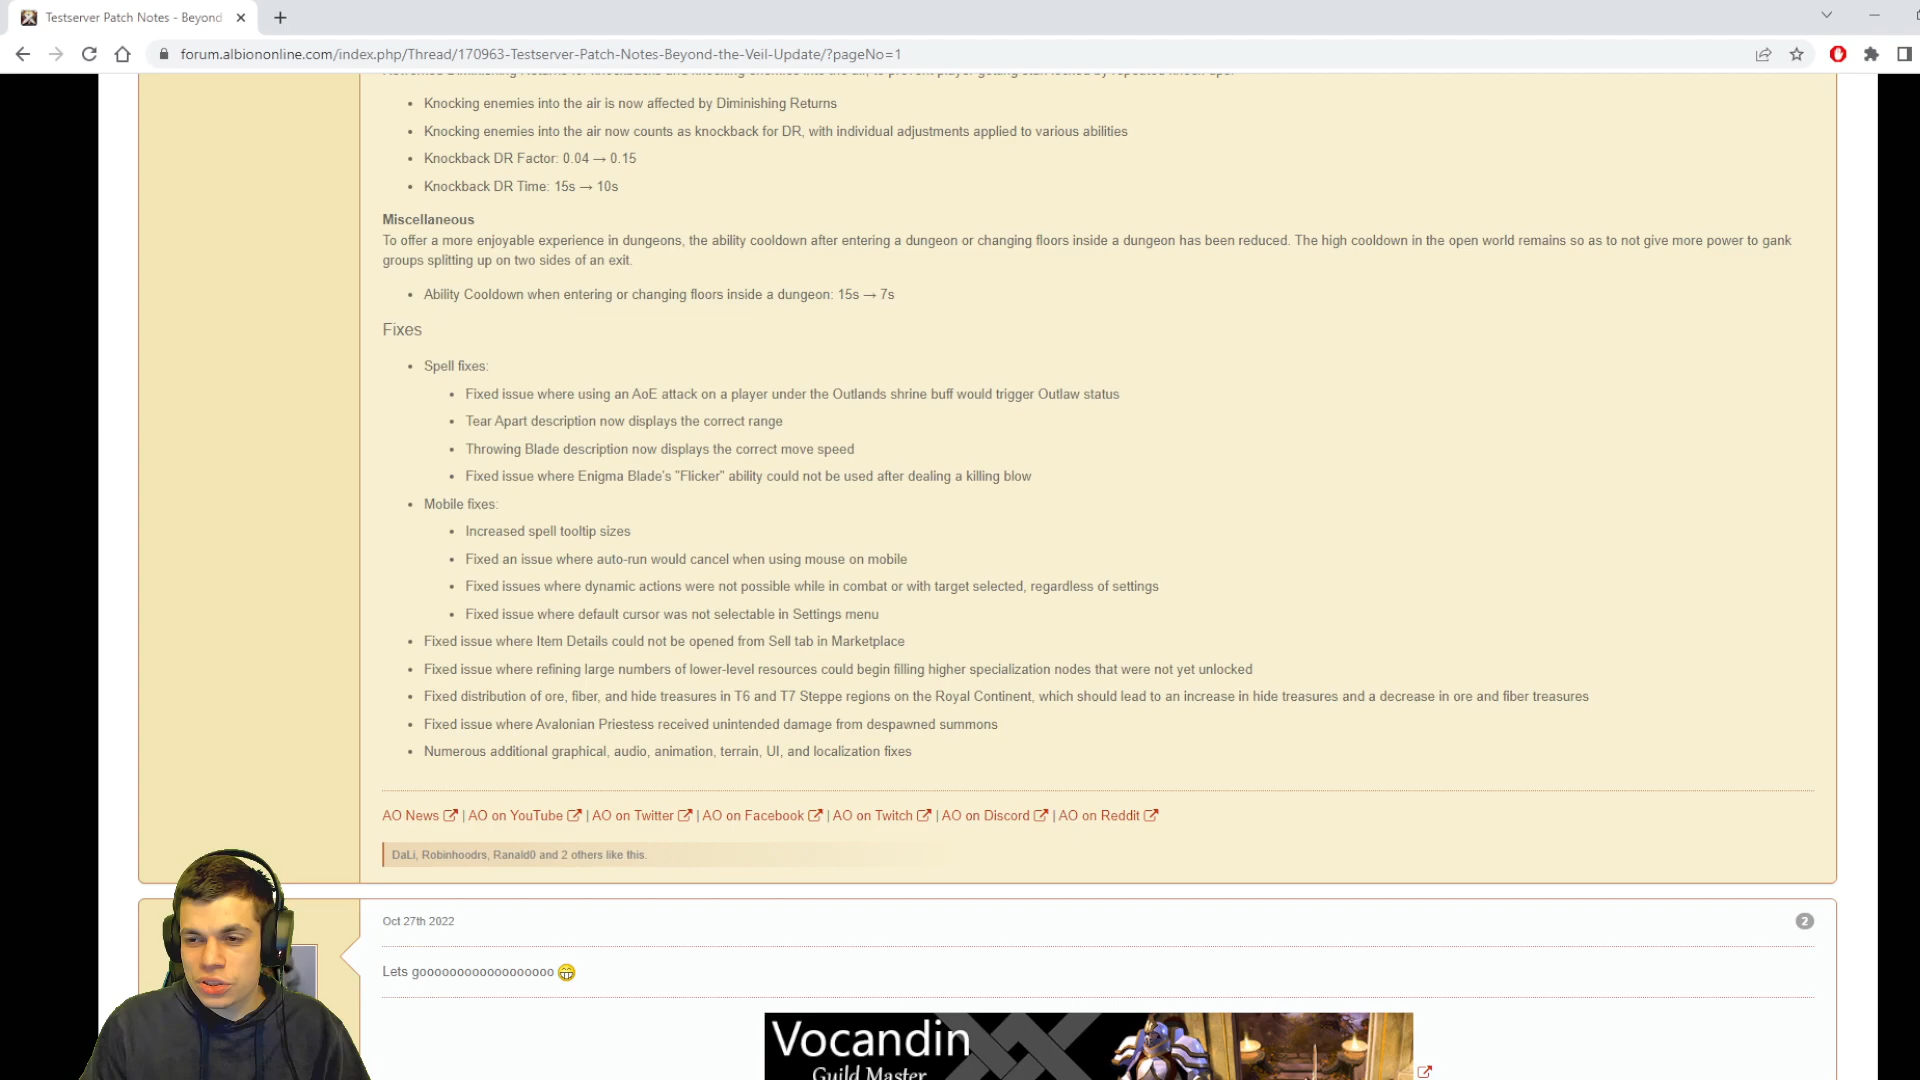 Testserver Patch Notes - Beyond
forum.albiononline.com/index.php/Thread/170963-Testserver-Patch-Notes-Beyond-the-Veil-Update/?pageNo=1
Knocking enemies into the air is now affected by Diminishing Returns
Knocking enemies into the air now counts as knockback for DR, with individual adjustments applied to various abilities
Knockback DR Factor: 0.04 → 0.15
Knockback DR Time: 15s → 10s
Miscellaneous
To offer a more enjoyable experience in dungeons, the ability cooldown after entering a dungeon or changing floors inside a dungeon has been reduced. The high cooldown in the open world remains so as to not give more power to gank
groups splitting up on two sides of an exit.
Ability Cooldown when entering or changing floors inside a dungeon: 15s → 7s
Fixes
Spell fixes:
Fixed issue where using an AoE attack on a player under the Outlands shrine buff would trigger Outlaw status
Tear Apart description now displays the correct range
Throwing Blade description now displays the correct move speed
Fixed issue where Enigma Blade's "Flicker" ability could not be used after dealing a killing blow
Mobile fixes:
Increased spell tooltip sizes
Fixed an issue where auto-run would cancel when using mouse on mobile
Fixed issues where dynamic actions were not possible while in combat or with target selected, regardless of settings
Fixed issue where default cursor was not selectable in Settings menu
Fixed issue where Item Details could not be opened from Sell tab in Marketplace
Fixed issue where refining large numbers of lower-level resources could begin filling higher specialization nodes that were not yet unlocked
Fixed distribution of ore, fiber, and hide treasures in T6 and T7 Steppe regions on the Royal Continent, which should lead to an increase in hide treasures and a decrease in ore and fiber treasures
Fixed issue where Avalonian Priestess received unintended damage from despawned summons
Numerous additional graphical, audio, animation, terrain, UI, and localization fixes
AO News | AO on YouTube | AO on Twitter | AO on Facebook | AO on Twitch | AO on Discord | AO on Reddit
DaLi, Robinhoodrs, Ranald0 and 2 others like this.
Oct 27th 2022
2
Lets goooooooooooooooooo
Vocandin
Guild Master